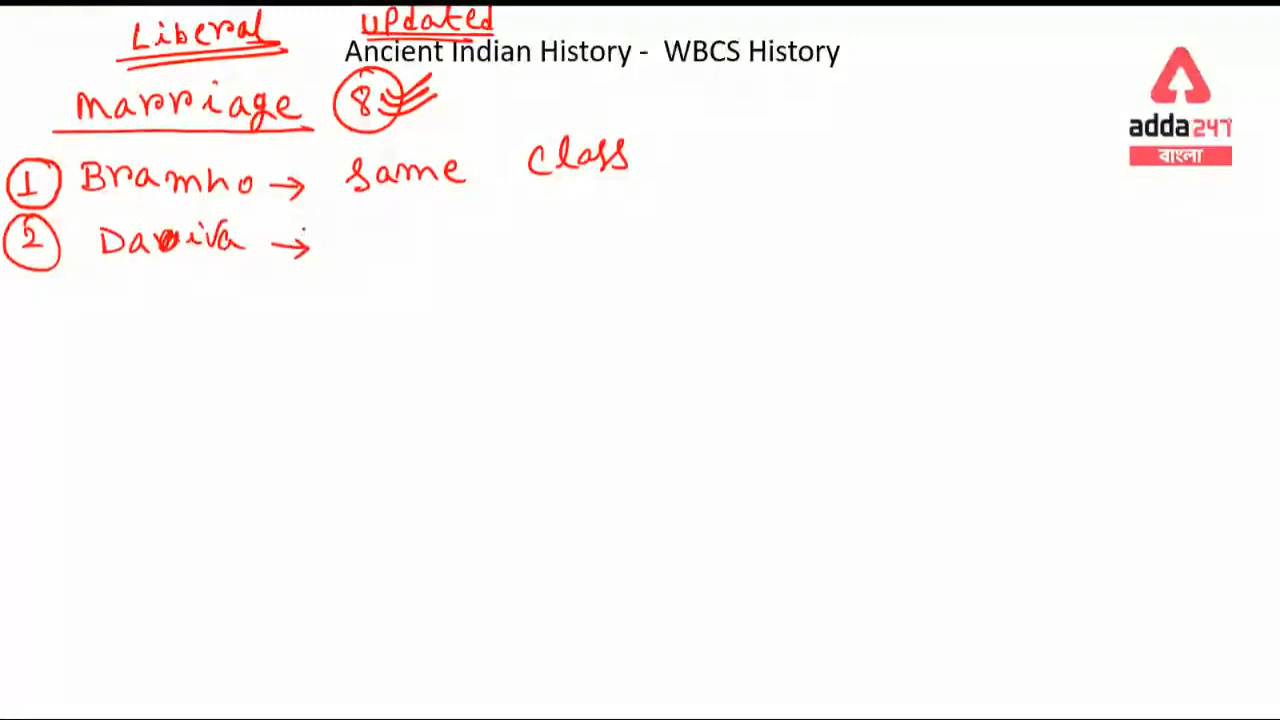 Liberal updated
Ancient Indian History - WBCS History
Marriage 8
adda247
বাংলা
1 Bramho → same class
2 Daiva →